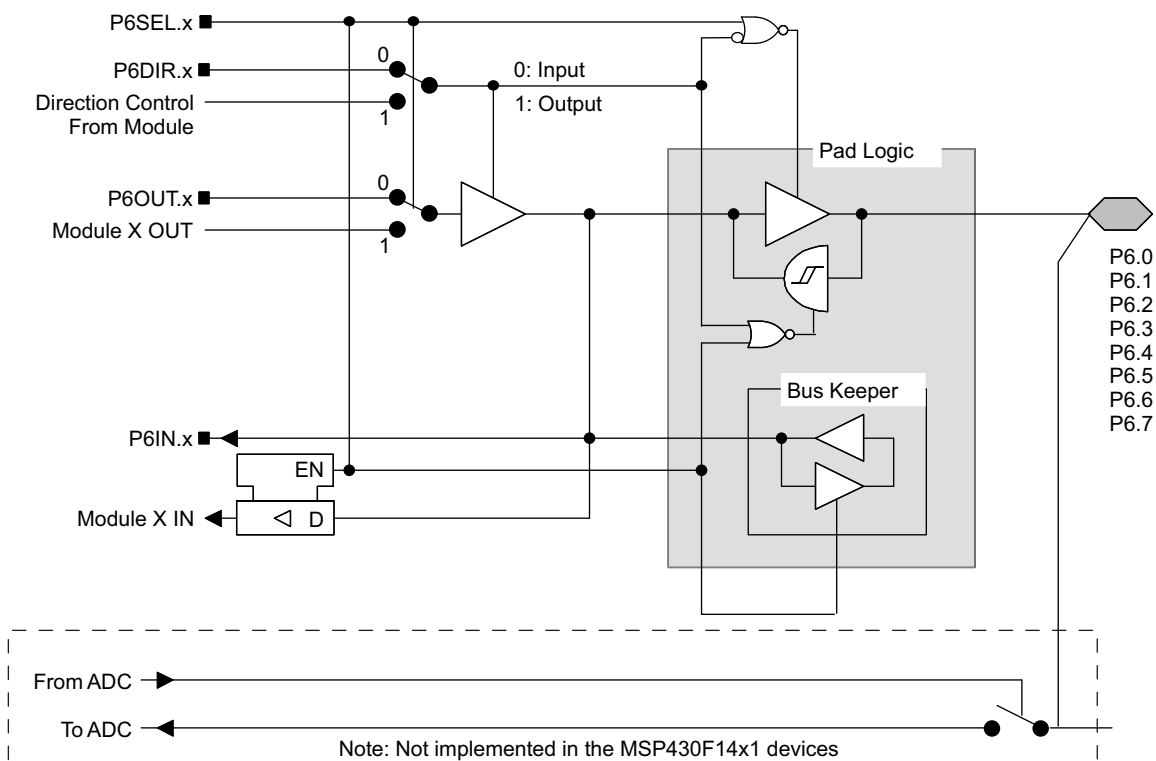 P6SEL.x
P6DIR.x
0
0: Input
1: Output
Direction Control
From Module
1
Pad Logic
P6OUT.x
0
Module X OUT
1
P6.0
P6.1
P6.2
P6.3
P6.4
P6.5
P6.6
P6.7
Bus Keeper
P6IN.x
EN
Module X IN
D
From ADC
To ADC
Note: Not implemented in the MSP430F14x1 devices